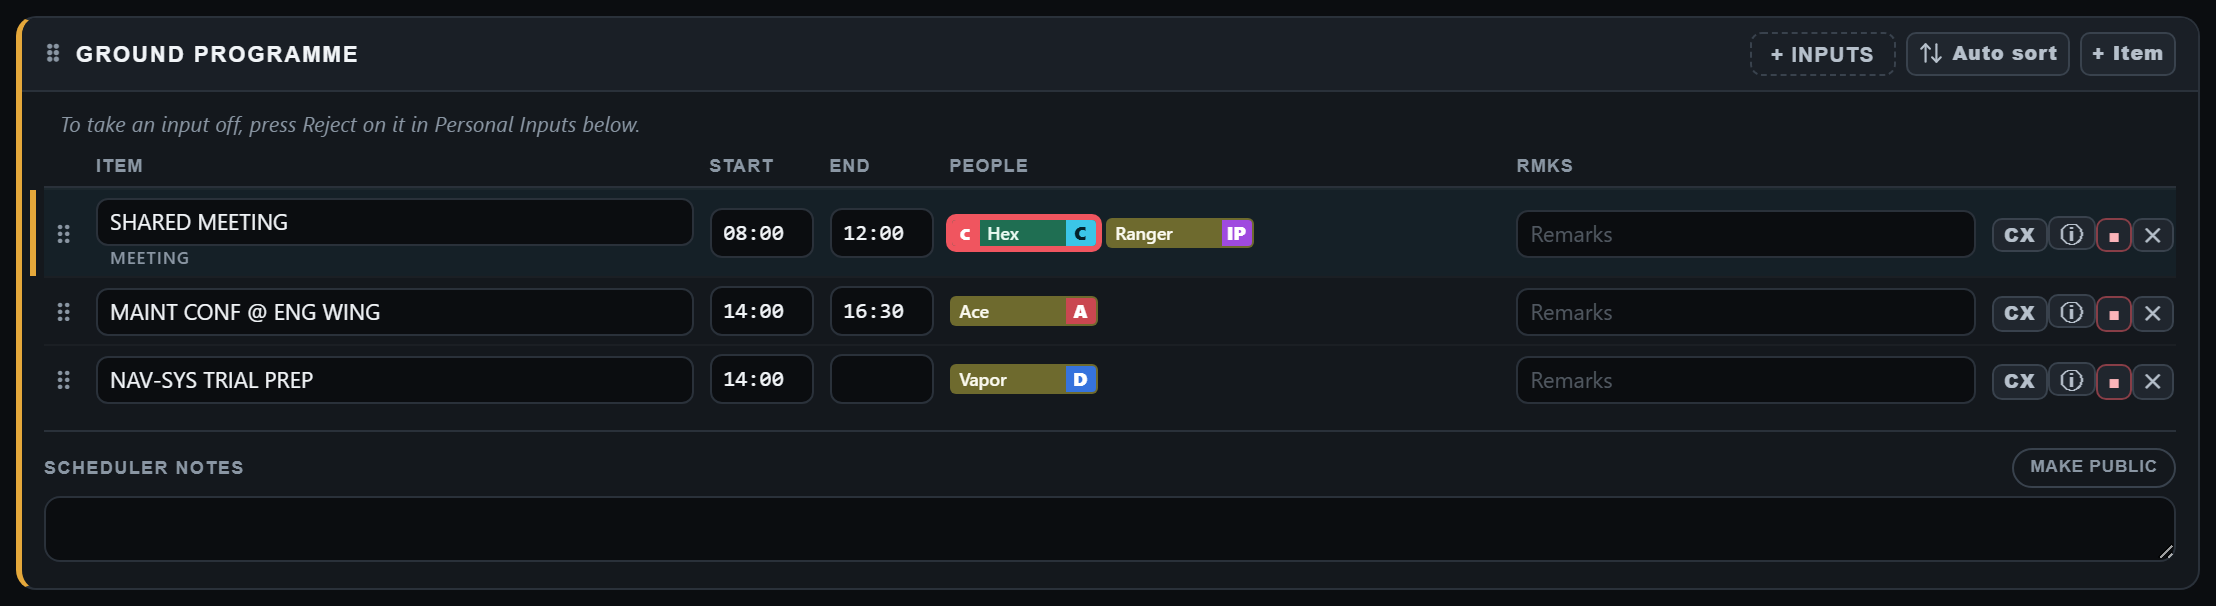 GROUND PROGRAMME
+ INPUTS
Auto sort
+ Item
To take an input off, press Reject on it in Personal Inputs below.
ITEM START END PEOPLE RMKS
SHARED MEETING 08:00 12:00 c Hex C Ranger IP Remarks CX
MEETING
MAINT CONF @ ENG WING 14:00 16:30 Ace A Remarks CX
NAV-SYS TRIAL PREP 14:00 Vapor D Remarks CX
SCHEDULER NOTES MAKE PUBLIC